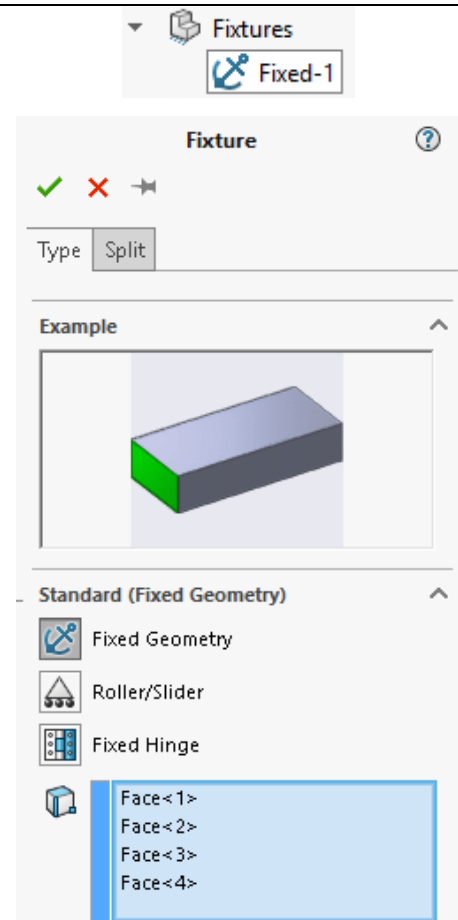 Fixtures
Fixed-1
Fixture
Type Split
Example
Standard (Fixed Geometry)
Fixed Geometry
Roller/Slider
Fixed Hinge
Face<1>
Face<2>
Face<3>
Face<4>